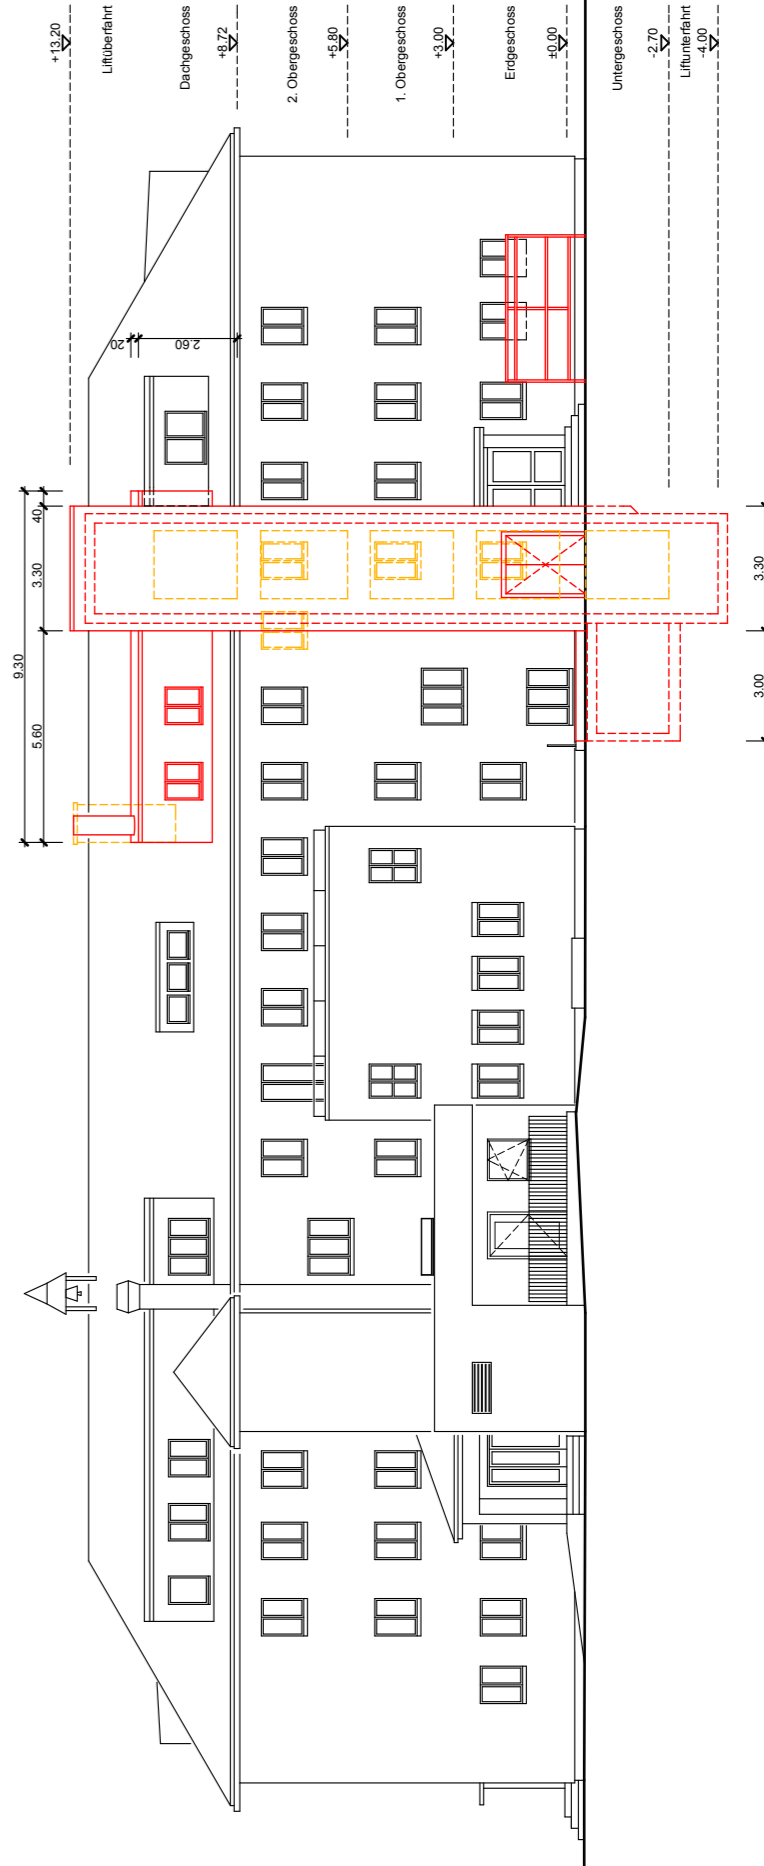 +13.20
Liftüberfahrt
Dachgeschoss
+8.72
2. Obergeschoss
+5.80
1. Obergeschoss
+3.00
Erdgeschoss
±0.00
Untergeschoss
-2.70
Liftunterfahrt
-4.00
20
2.60
9.30
5.60
3.30
40
3.00
3.30